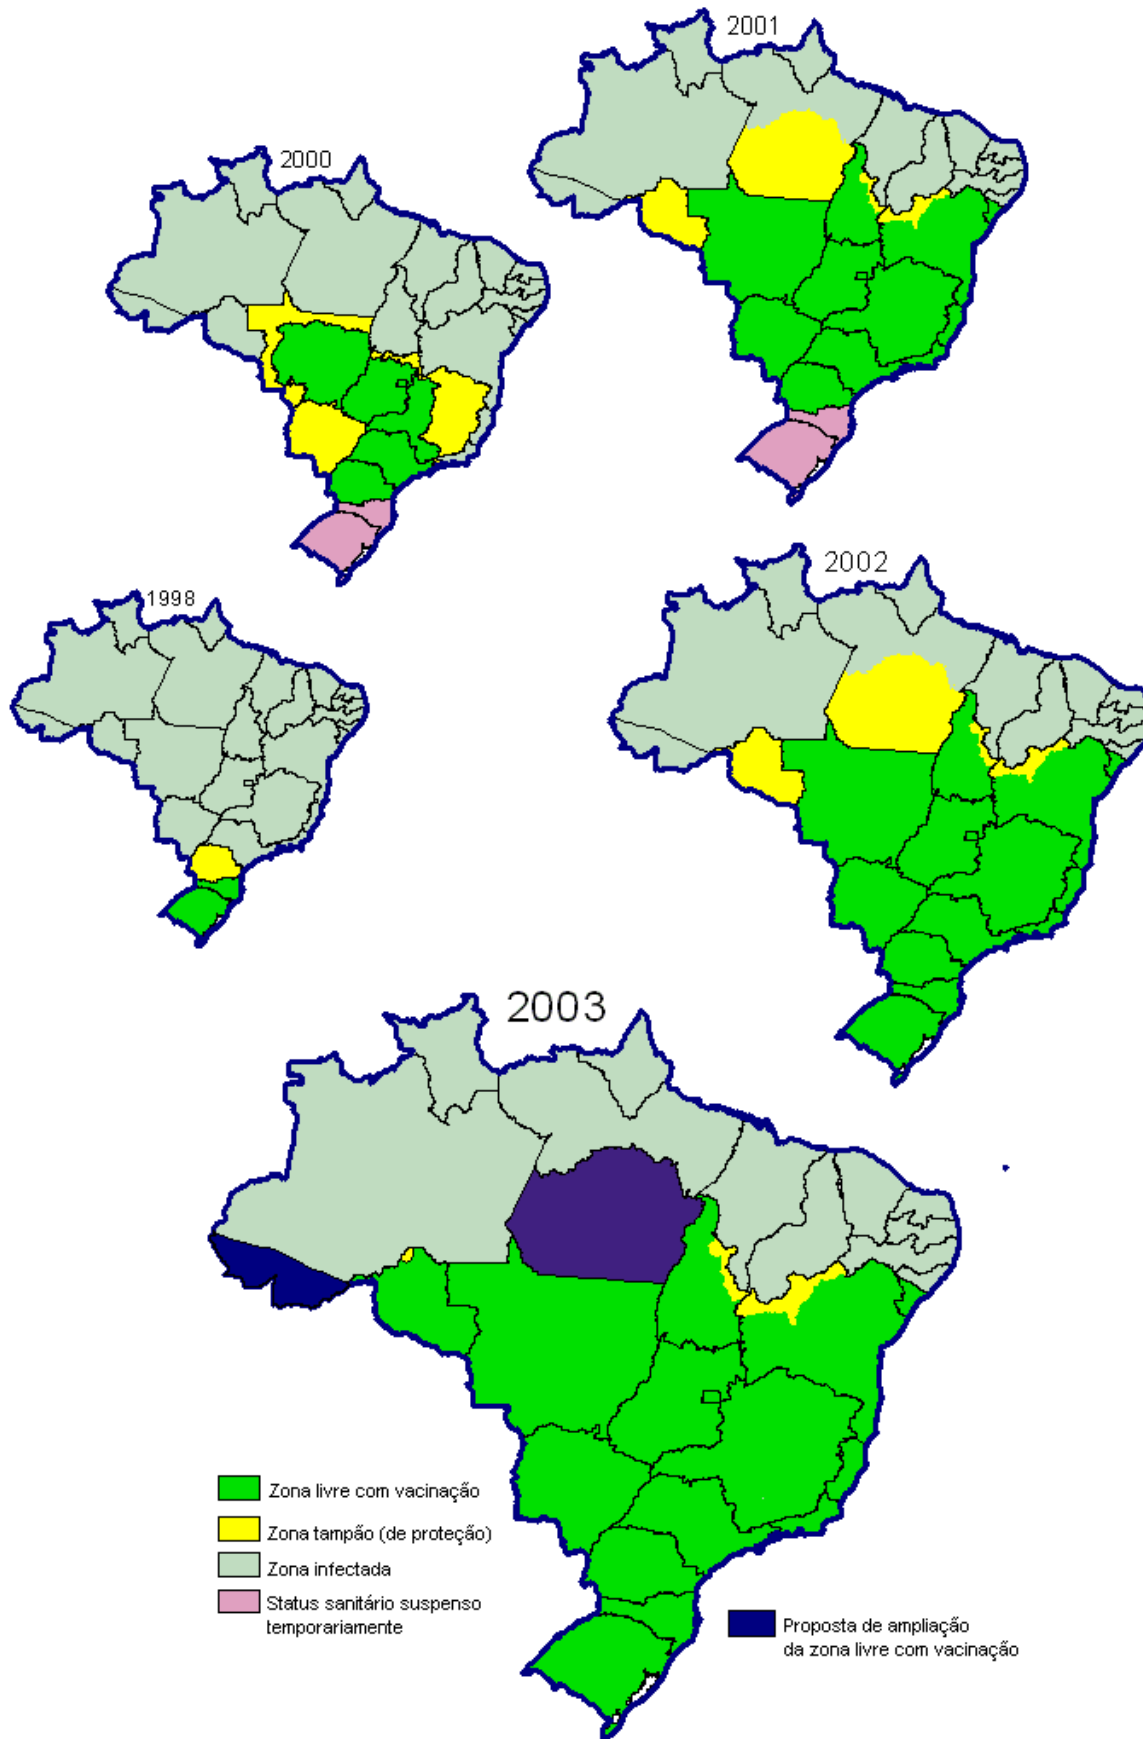 2001
2000
2002
1998
2003
Zona livre com vacinação
Zona tampão (de proteção)
Zona infectada
Status sanitário suspenso
temporariamente
Proposta de ampliação
da zona livre com vacinação